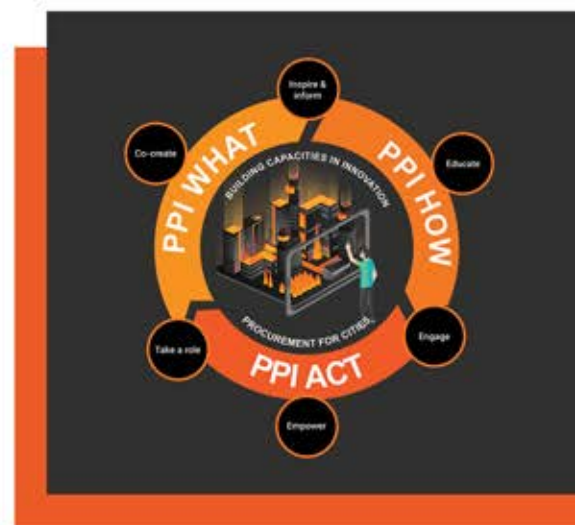 Inspire &
inform
Co-create
Educate
PPI WHAT
PPI HOW
BUILDING CAPACITIES IN INNOVATION
PROCUREMENT FOR CITIES
Take a role
Engage
PPI ACT
Empower